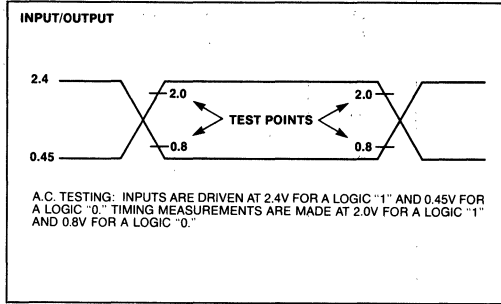 INPUT/OUTPUT
2.4
2.0
2.0
TEST POINTS
0.8
0.8
0.45
A.C. TESTING: INPUTS ARE DRIVEN AT 2.4V FOR A LOGIC "1" AND 0.45V FOR
A LOGIC "0." TIMING MEASUREMENTS ARE MADE AT 2.0V FOR A LOGIC "1"
AND 0.8V FOR A LOGIC "0."